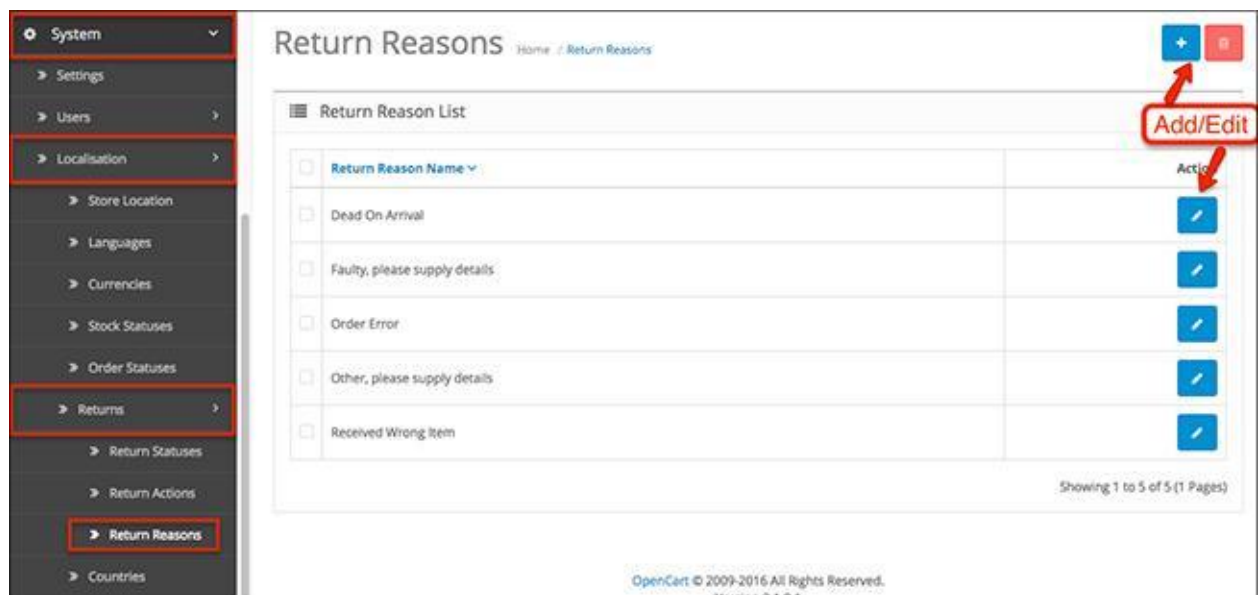 System
Settings
Users
Localisation
Store Location
Languages
Currencies
Stock Statuses
Order Statuses
Returns
Return Statuses
Return Actions
Return Reasons
Countries
Return Reasons Home / Return Reasons
Add/Edit
Return Reason List
Return Reason Name
Dead On Arrival
Faulty, please supply details
Order Error
Other, please supply details
Received Wrong Item
Showing 1 to 5 of 5 (1 Pages)
OpenCart © 2009-2016 All Rights Reserved.